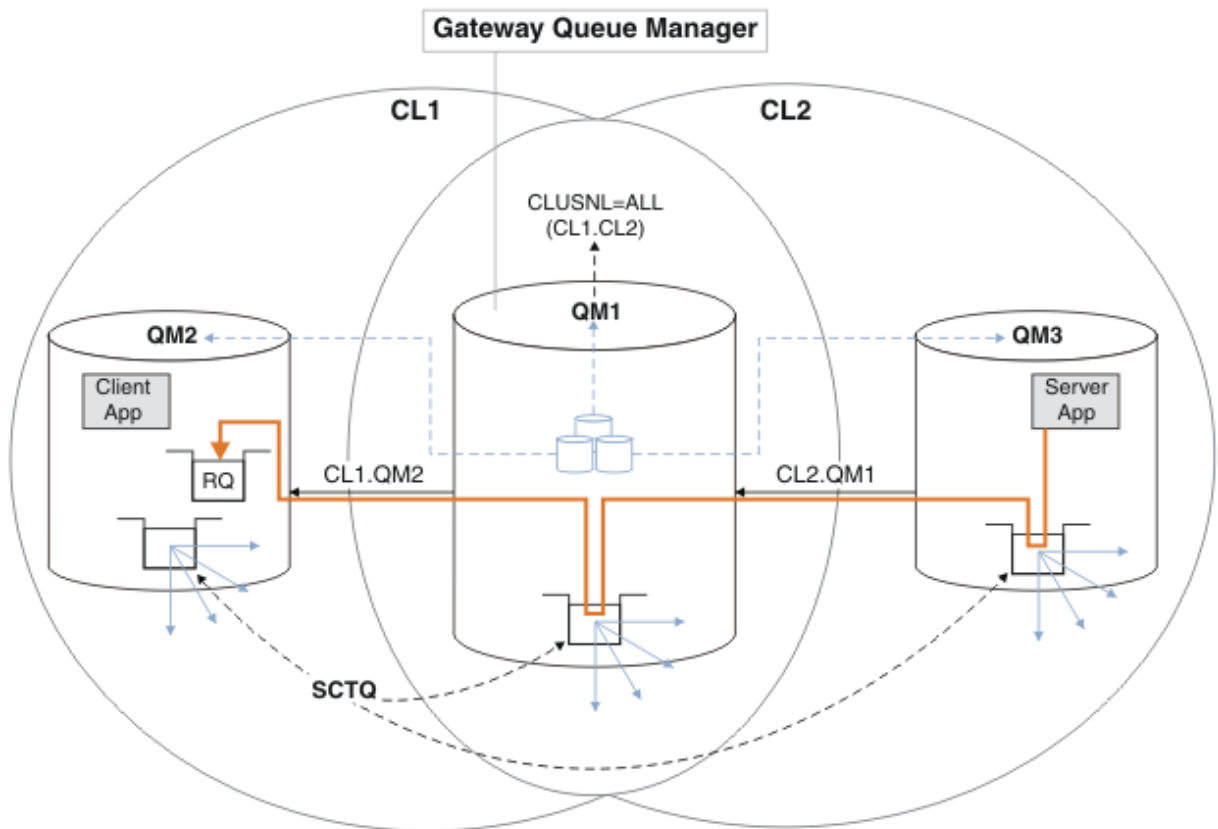 Gateway Queue Manager
CL1
CL2
CLUSNL=ALL
(CL1.CL2)
QM1
QM2
QM3
Client
App
Server
App
RQ
CL1.QM2
CL2.QM1
SCTQ